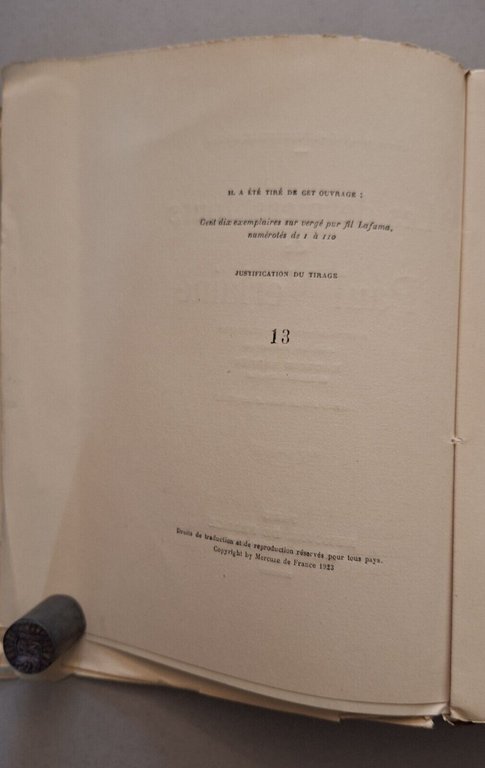 IL A ÉTÉ TIRÉ DE CET OUVRAGE :
Cent dix exemplaires sur vergé pur fil Lafuma,
numérotés de 1 à 110
JUSTIFICATION DU TIRAGE
13
Droits de traduction et de reproduction réservés pour tous pays.
Copyright by Mercure de France 1923